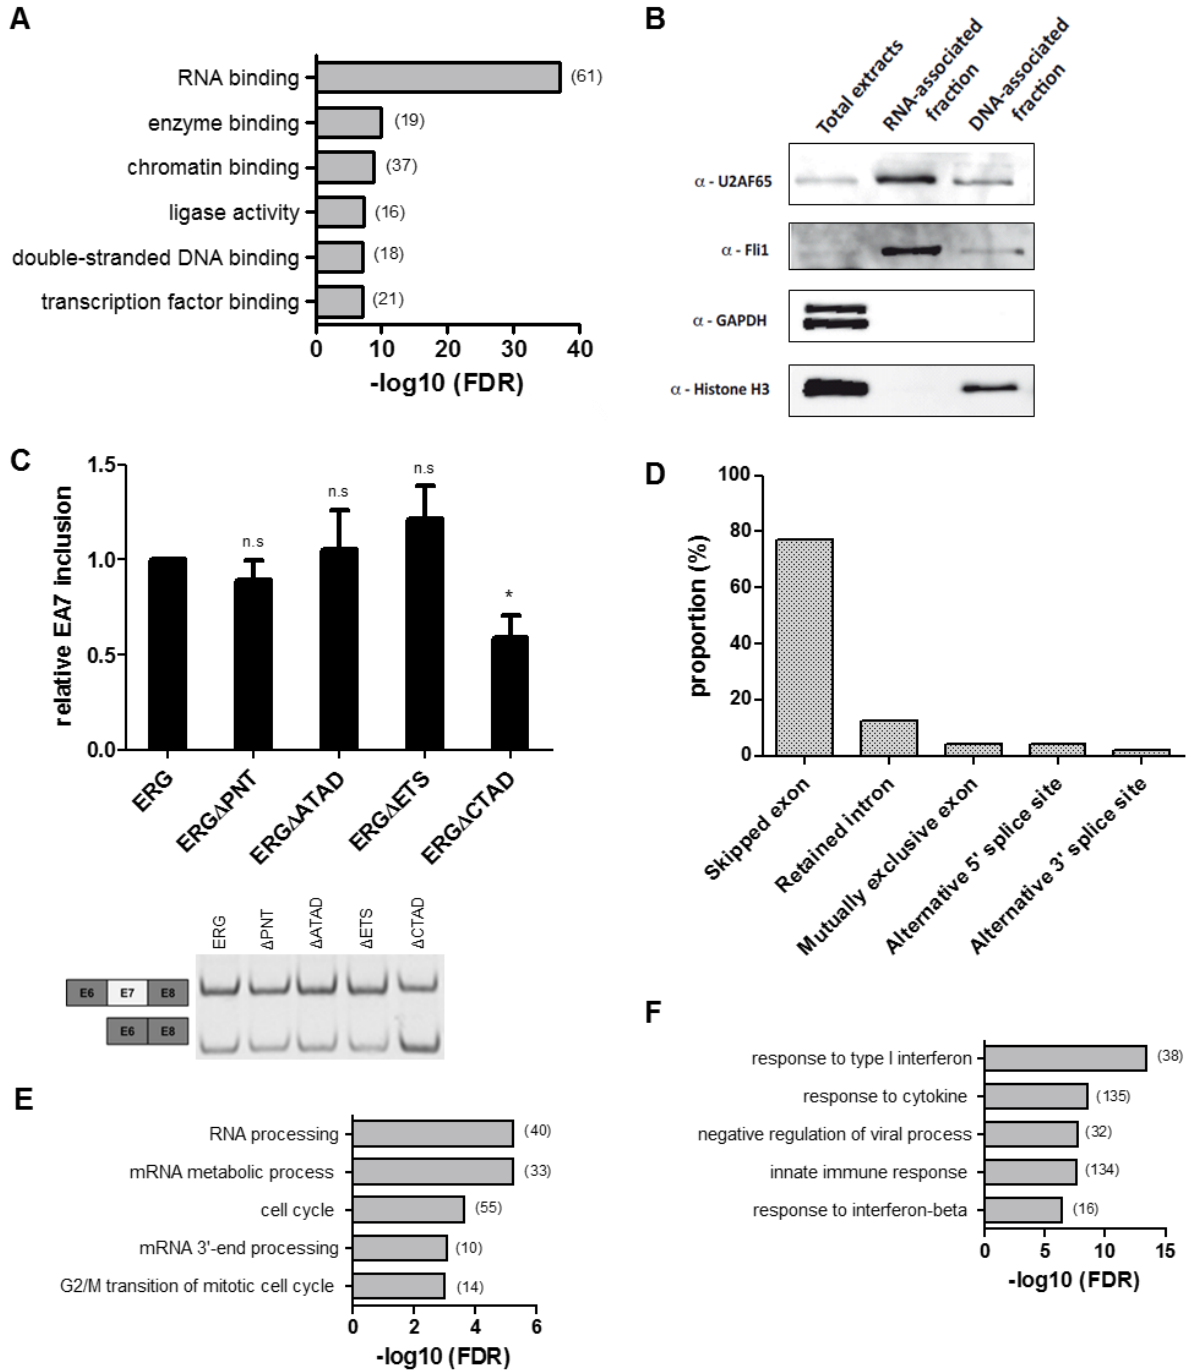 A
RNA binding
(61)
enzyme binding
(19)
chromatin binding
(37)
ligase activity
(16)
double-stranded DNA binding
(18)
transcription factor binding
(21)
0 10 20 30 40
-log10 (FDR)
B
Total extracts
RNA-associated fraction
DNA-associated fraction
α - U2AF65
α - Fli1
α - GAPDH
α - Histone H3
C
relative EA7 inclusion
1.5
1.0
0.5
0.0
n.s
n.s
n.s
*
ERG
ERGΔPNT
ERGΔATAD
ERGΔETS
ERGΔCTAD
ERG
ΔPNT
ΔATAD
ΔETS
ΔCTAD
E6 E7 E8
E6 E8
D
proportion (%)
100
80
60
40
20
0
Skipped exon
Retained intron
Mutually exclusive exon
Alternative 5' splice site
Alternative 3' splice site
E
RNA processing
(40)
mRNA metabolic process
(33)
cell cycle
(55)
mRNA 3'-end processing
(10)
G2/M transition of mitotic cell cycle
(14)
0 2 4 6
-log10 (FDR)
F
response to type I interferon
(38)
response to cytokine
(135)
negative regulation of viral process
(32)
innate immune response
(134)
response to interferon-beta
(16)
0 5 10 15
-log10 (FDR)